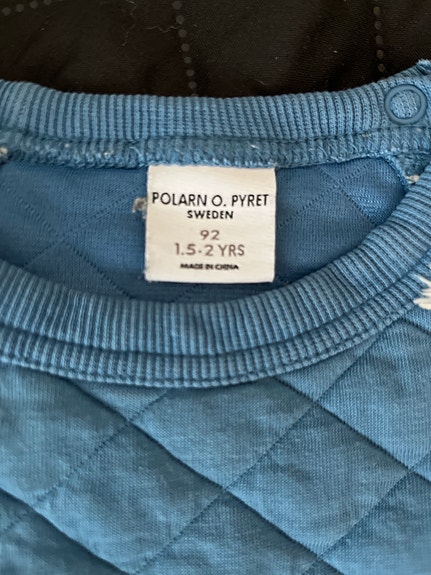 POLARN O. PYRET
SWEDEN
92
1.5-2 YRS
MADE IN CHINA